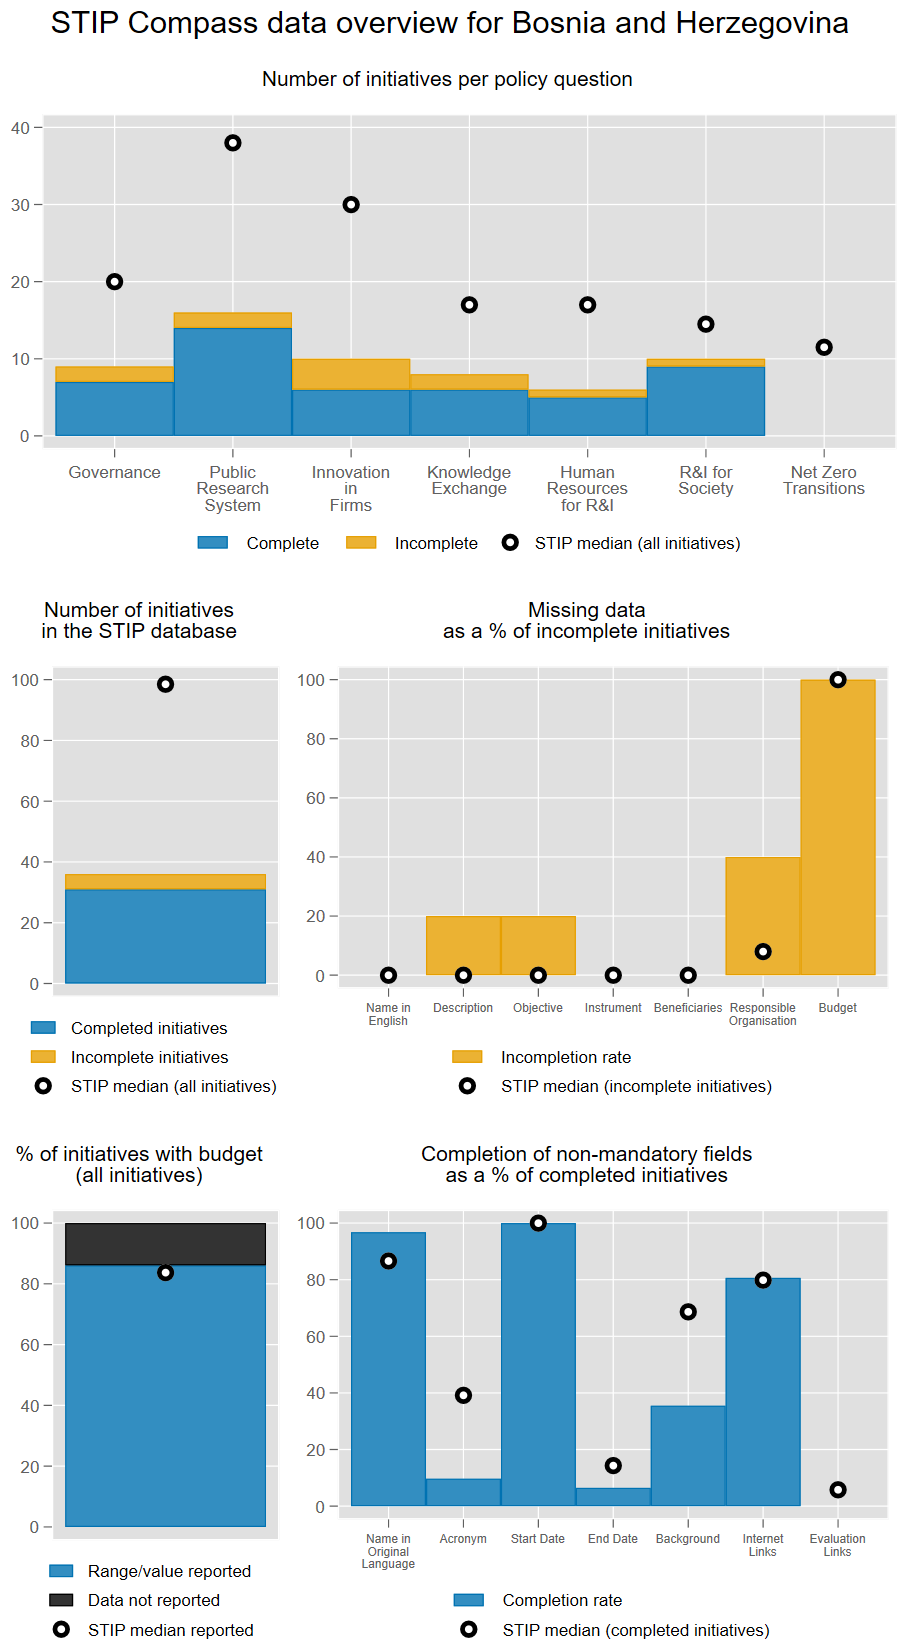 STIP Compass data overview for Bosnia and Herzegovina
Number of initiatives per policy question
40
30
20
10
0
Governance
Public
Research
System
Innovation
in
Firms
Knowledge
Exchange
Human
Resources
for R&I
R&I for
Society
Net Zero
Transitions
Complete
Incomplete
STIP median (all initiatives)
Number of initiatives
in the STIP database
100
80
60
40
20
0
Completed initiatives
Incomplete initiatives
STIP median (all initiatives)
Missing data
as a % of incomplete initiatives
100
80
60
40
20
0
Name in
English
Description
Objective
Instrument
Beneficiaries
Responsible
Organisation
Budget
Incompletion rate
STIP median (incomplete initiatives)
% of initiatives with budget
(all initiatives)
100
80
60
40
20
0
Range/value reported
Data not reported
STIP median reported
Completion of non-mandatory fields
as a % of completed initiatives
100
80
60
40
20
0
Name in
Original
Language
Acronym
Start Date
End Date
Background
Internet
Links
Evaluation
Links
Completion rate
STIP median (completed initiatives)